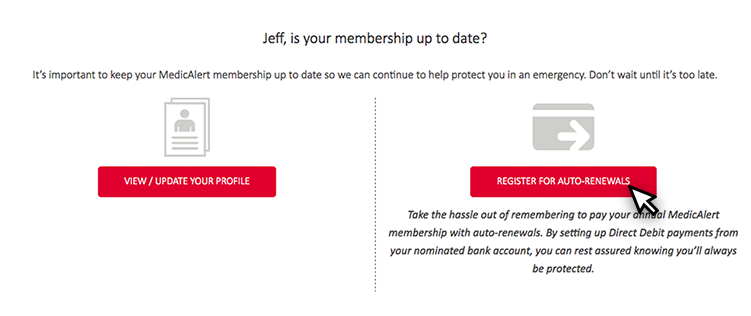 Jeff, is your membership up to date?
It's important to keep your MedicAlert membership up to date so we can continue to help protect you in an emergency. Don't wait until it's too late.
VIEW / UPDATE YOUR PROFILE
REGISTER FOR AUTO-RENEWALS
Take the hassle out of remembering to pay your annual MedicAlert
membership with auto-renewals. By setting up Direct Debit payments from
your nominated bank account, you can rest assured knowing you'll always
be protected.